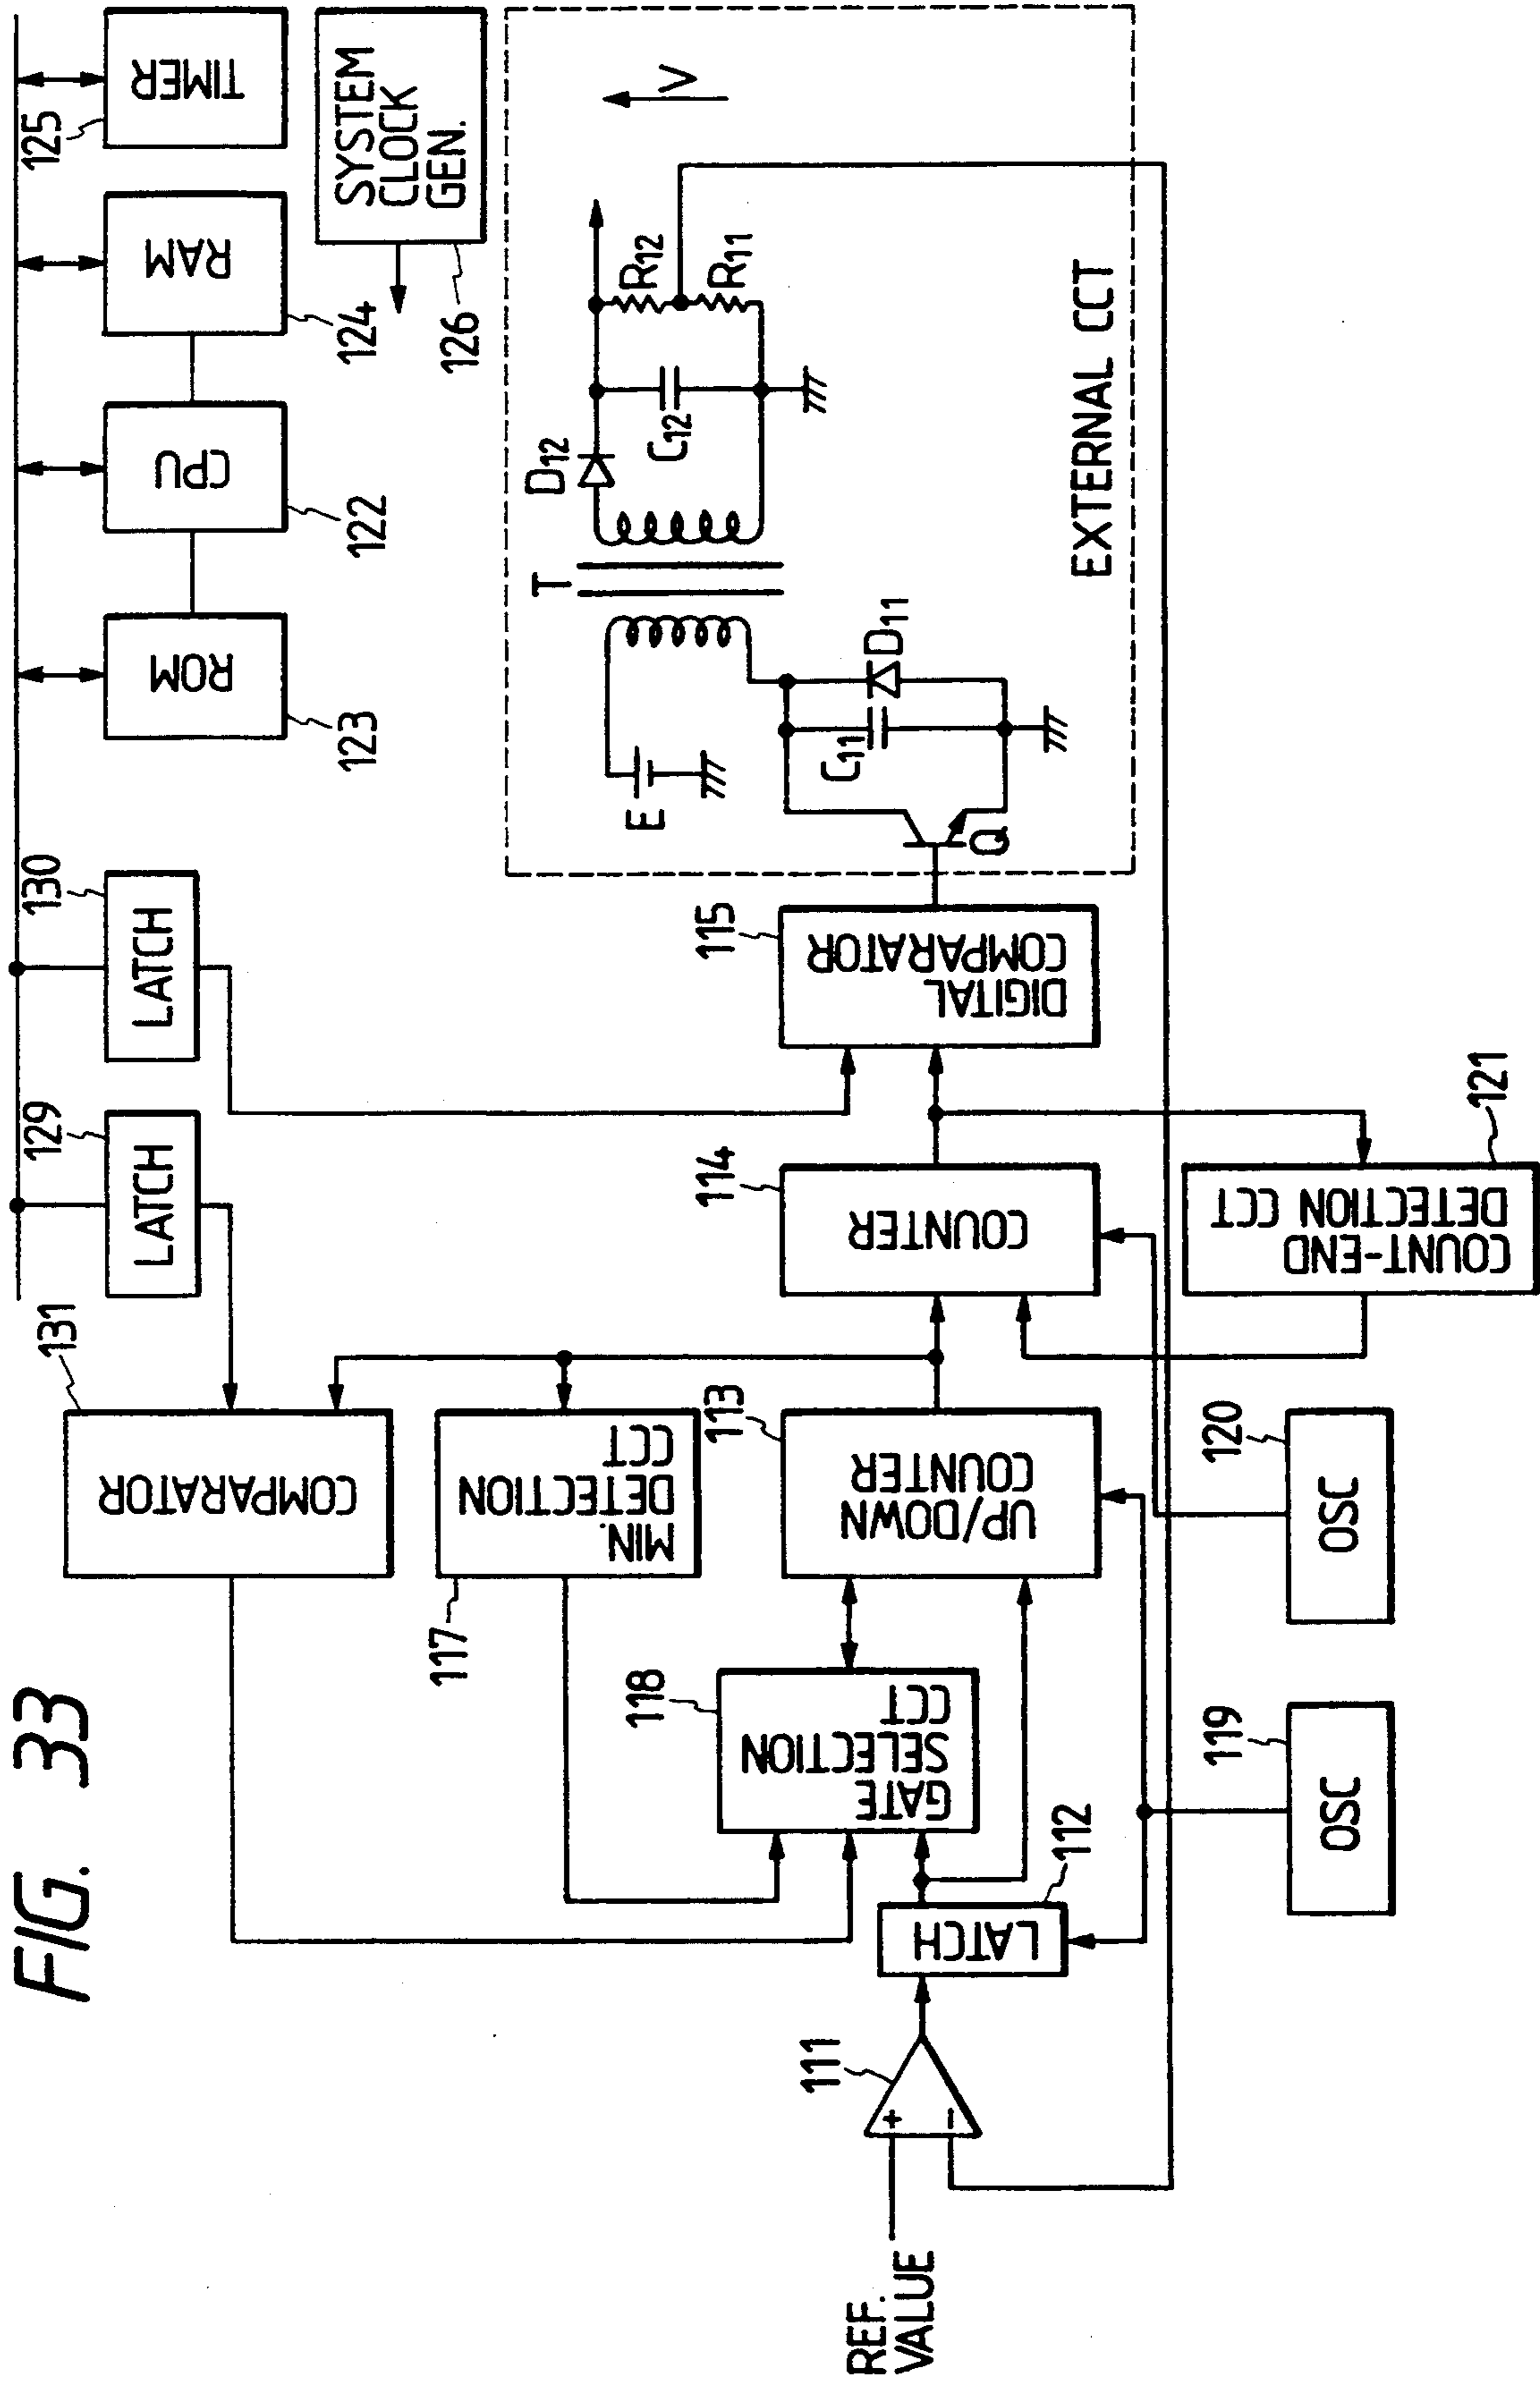 FIG. 33
131
COMPARATOR
129
LATCH
130
LATCH
123
ROM
122
CPU
124
RAM
125
TIMER
126
SYSTEM
CLOCK
GEN.
117
MIN.
DETECTION
CCT
118
GATE
SELECTION
CCT
113
UP/DOWN
COUNTER
114
COUNTER
115
DIGITAL
COMPARATOR
E
T
D12
C12
R12
R11
V
C11
D11
Q
EXTERNAL CCT
REF.
VALUE
111
+
−
112
LATCH
119
OSC
120
OSC
121
COUNT-END
DETECTION CCT